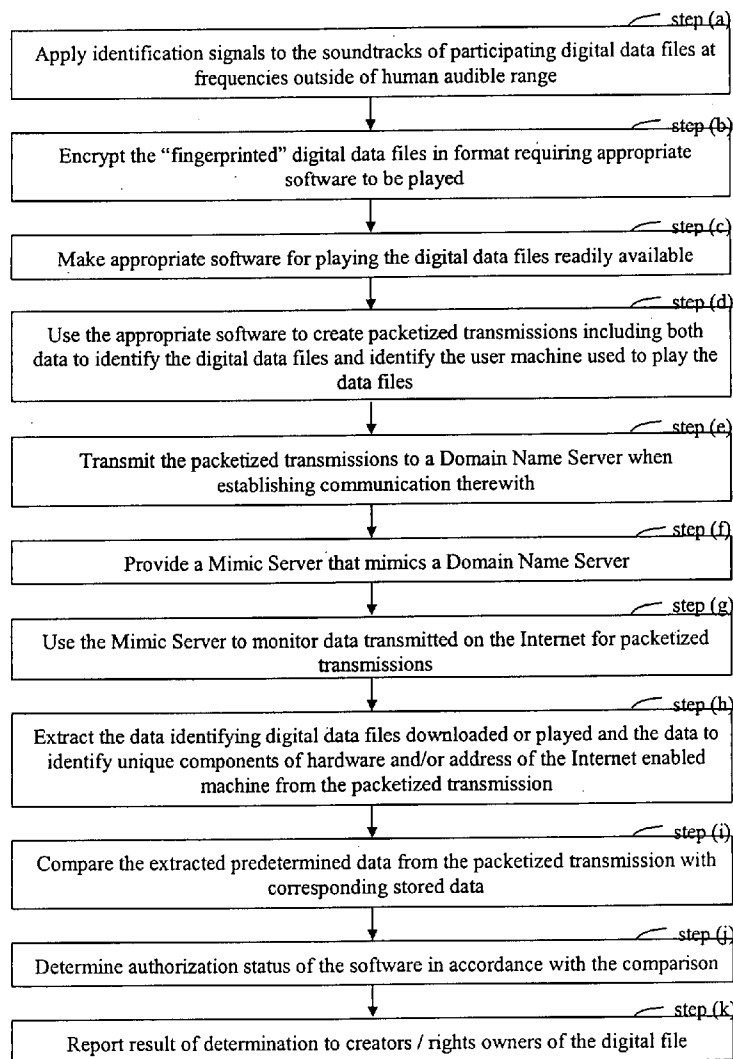 step (a)
Apply identification signals to the soundtracks of participating digital data files at
frequencies outside of human audible range
step (b)
Encrypt the “fingerprinted” digital data files in format requiring appropriate
software to be played
step (c)
Make appropriate software for playing the digital data files readily available
step (d)
Use the appropriate software to create packetized transmissions including both
data to identify the digital data files and identify the user machine used to play the
data files
step (e)
Transmit the packetized transmissions to a Domain Name Server when
establishing communication therewith
step (f)
Provide a Mimic Server that mimics a Domain Name Server
step (g)
Use the Mimic Server to monitor data transmitted on the Internet for packetized
transmissions
step (h)
Extract the data identifying digital data files downloaded or played and the data to
identify unique components of hardware and/or address of the Internet enabled
machine from the packetized transmission
step (i)
Compare the extracted predetermined data from the packetized transmission with
corresponding stored data
step (j)
Determine authorization status of the software in accordance with the comparison
step (k)
Report result of determination to creators / rights owners of the digital file